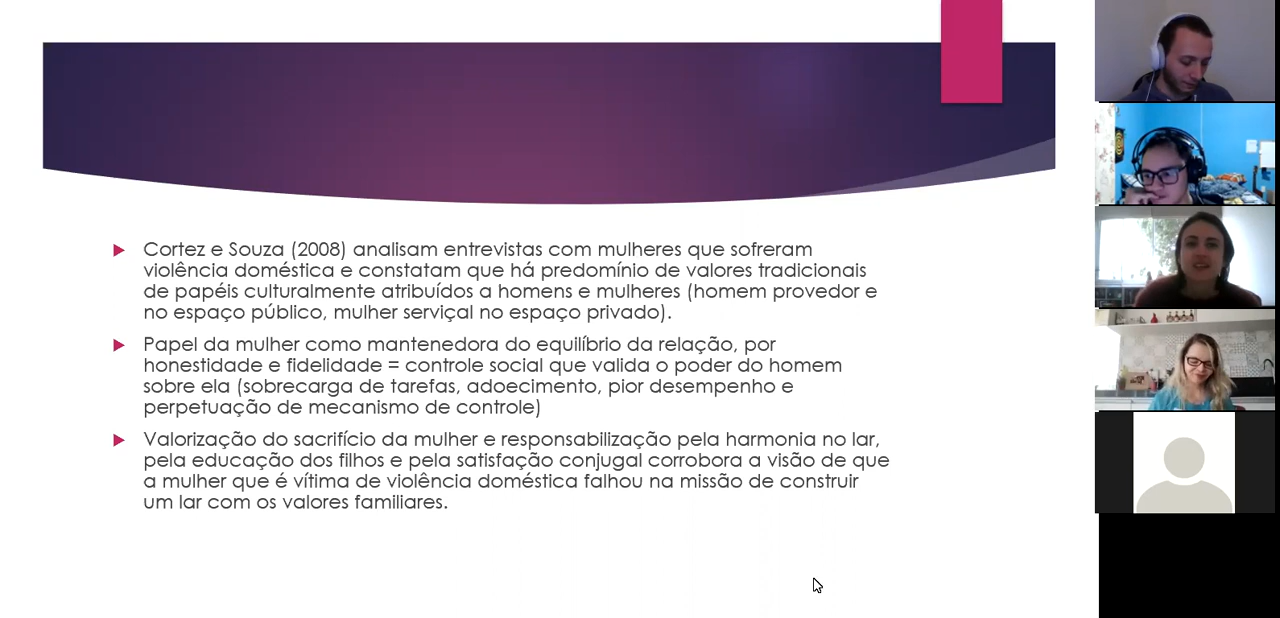 Cortez e Souza (2008) analisam entrevistas com mulheres que sofreram
violência doméstica e constatam que há predomínio de valores tradicionais
de papéis culturalmente atribuídos a homens e mulheres (homem provedor e
no espaço público, mulher serviçal no espaço privado).
Papel da mulher como mantenedora do equilíbrio da relação, por
honestidade e fidelidade = controle social que valida o poder do homem
sobre ela (sobrecarga de tarefas, adoecimento, pior desempenho e
perpetuação de mecanismo de controle)
Valorização do sacrifício da mulher e responsabilização pela harmonia no lar,
pela educação dos filhos e pela satisfação conjugal corrobora a visão de que
a mulher que é vítima de violência doméstica falhou na missão de construir
um lar com os valores familiares.